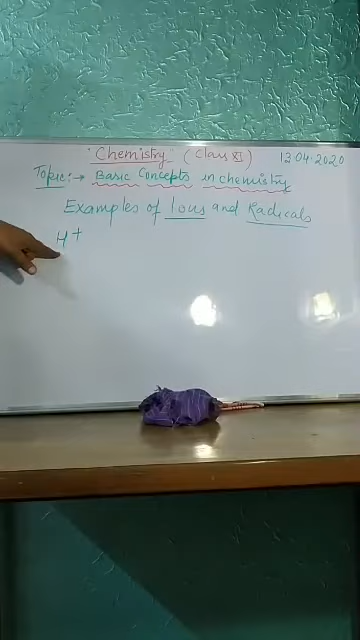 "Chemistry" (Class XI) 13.04.2020
Topic:→ Basic Concepts in chemistry
Examples of Ions and Radicals
H+